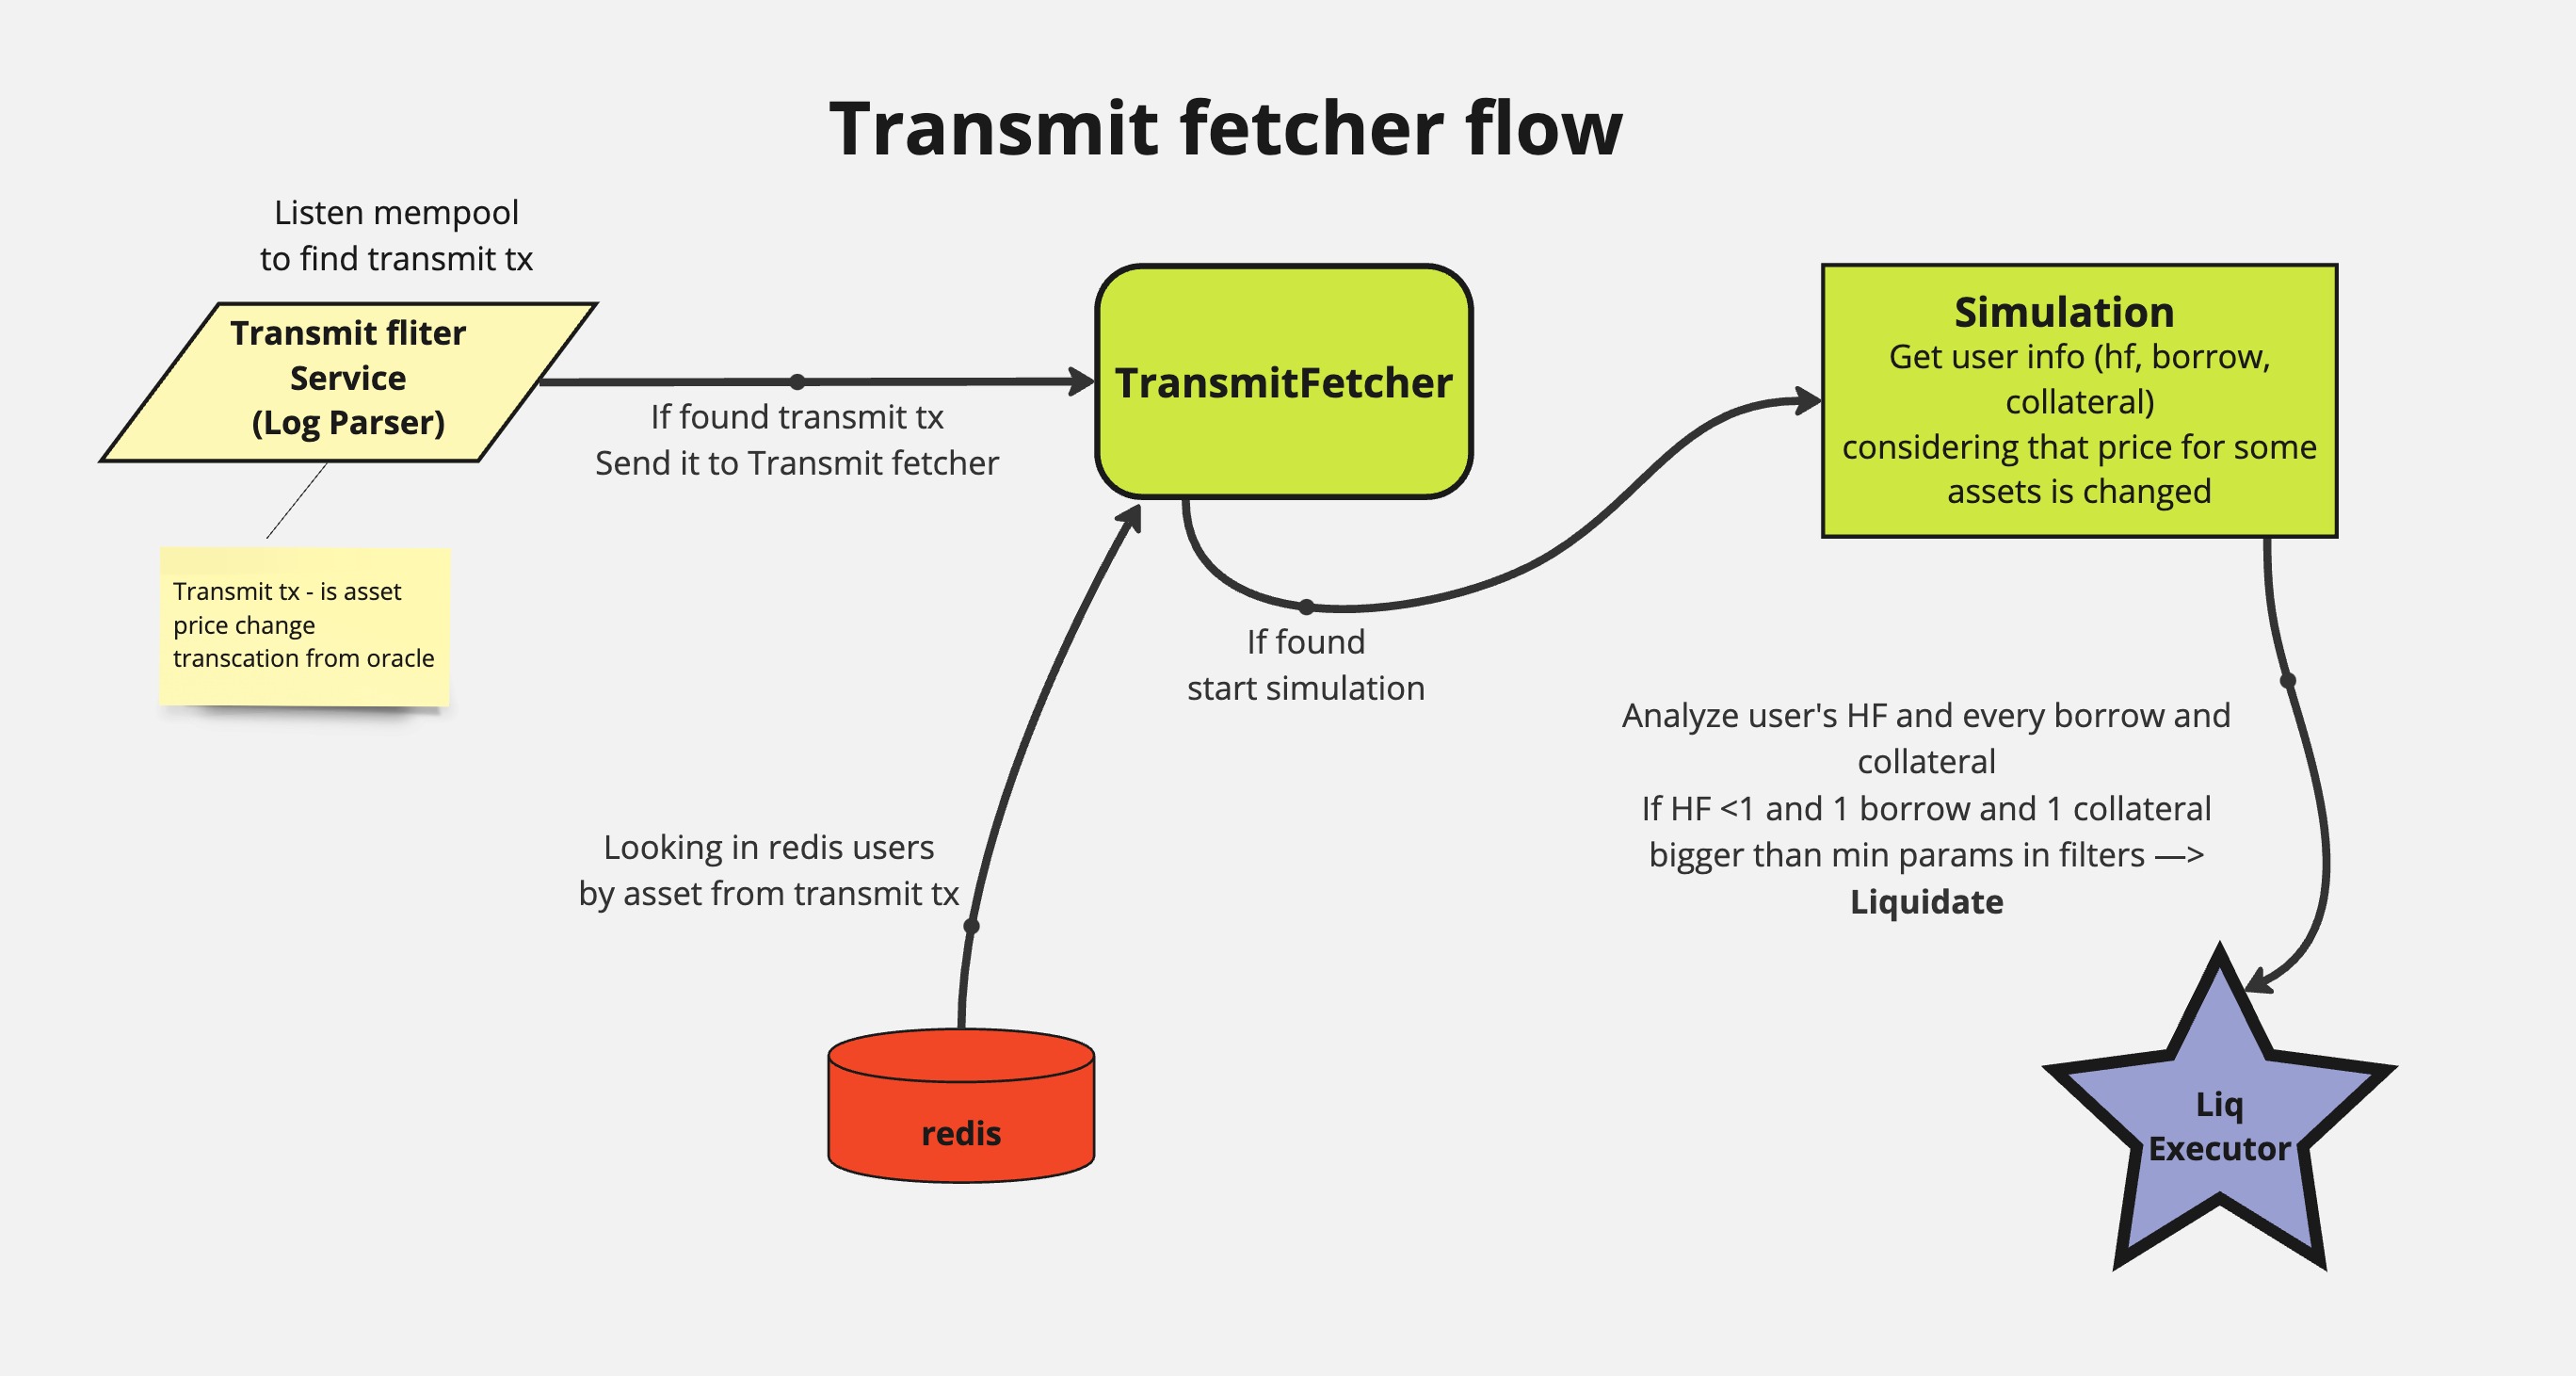 Transmit fetcher flow
Listen mempool
to find transmit tx
Transmit fliter
Service
(Log Parser)
If found transmit tx
Send it to Transmit fetcher
TransmitFetcher
Simulation
Get user info (hf, borrow,
collateral)
considering that price for some
assets is changed
Transmit tx - is asset
price change
transcation from oracle
If found
start simulation
Analyze user's HF and every borrow and
collateral
If HF <1 and 1 borrow and 1 collateral
bigger than min params in filters —>
Liquidate
Looking in redis users
by asset from transmit tx
redis
Liq
Executor